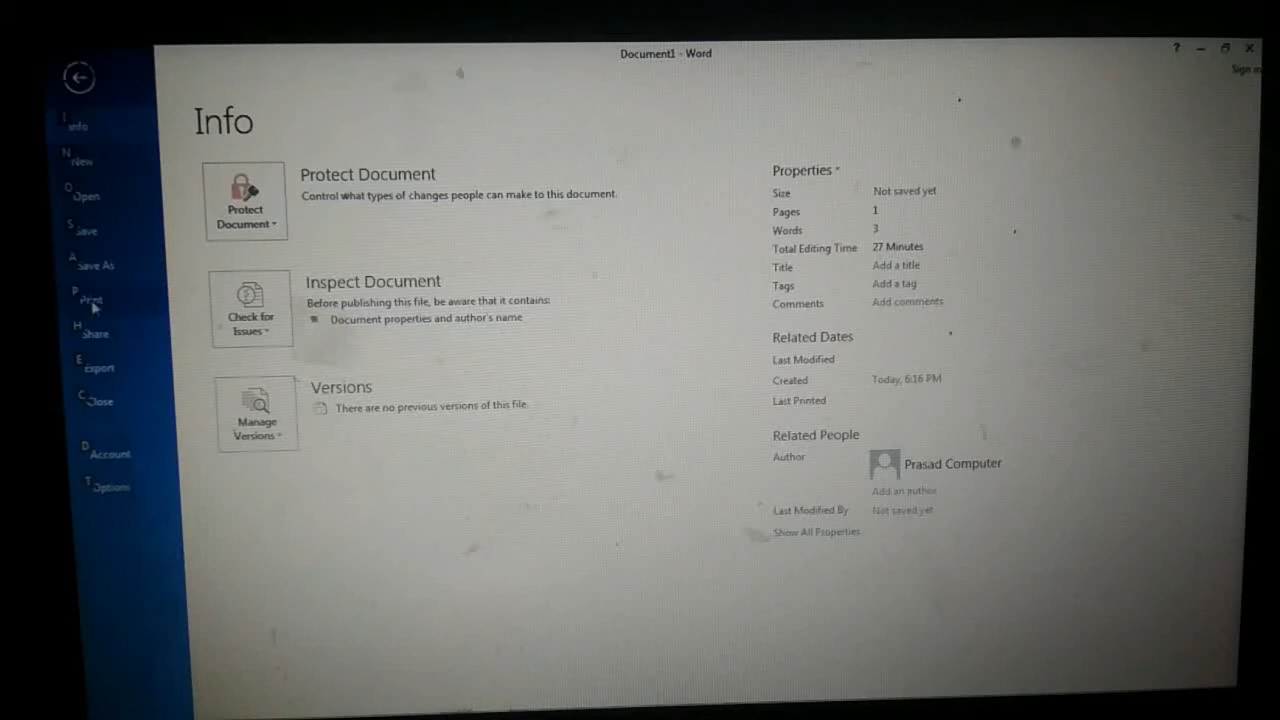 Document1 - Word
?
Sign in
Info
I
Info
N
New
O
Open
S
Save
A
Save As
P
Print
H
Share
E
Export
C
Close
D
Account
T
Options
Protect Document
Protect Document
Control what types of changes people can make to this document.
Check for Issues
Inspect Document
Before publishing this file, be aware that it contains:
Document properties and author's name
Manage Versions
Versions
There are no previous versions of this file.
Properties
Size Not saved yet
Pages 1
Words 3
Total Editing Time 27 Minutes
Title Add a title
Tags Add a tag
Comments Add comments
Related Dates
Last Modified
Created Today, 6:16 PM
Last Printed
Related People
Author Prasad Computer
Add an author
Last Modified By Not saved yet
Show All Properties